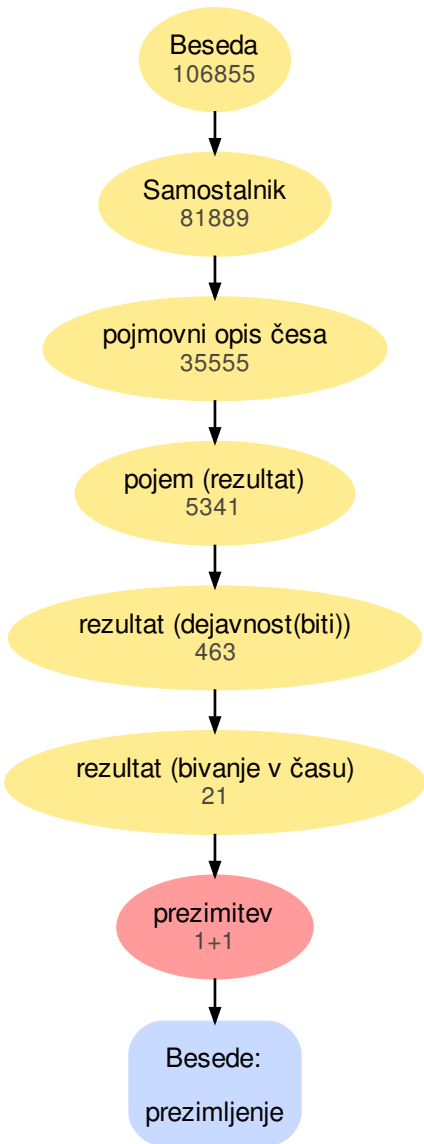 Beseda
106855
Samostalnik
81889
pojmovni opis česa
35555
pojem (rezultat)
5341
rezultat (dejavnost(biti))
463
rezultat (bivanje v času)
21
prezimitev
1+1
Besede:
prezimljenje